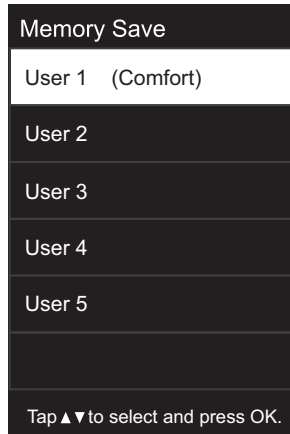 Memory Save
User 1 (Comfort)
User 2
User 3
User 4
User 5
Tap▲▼to select and press OK.